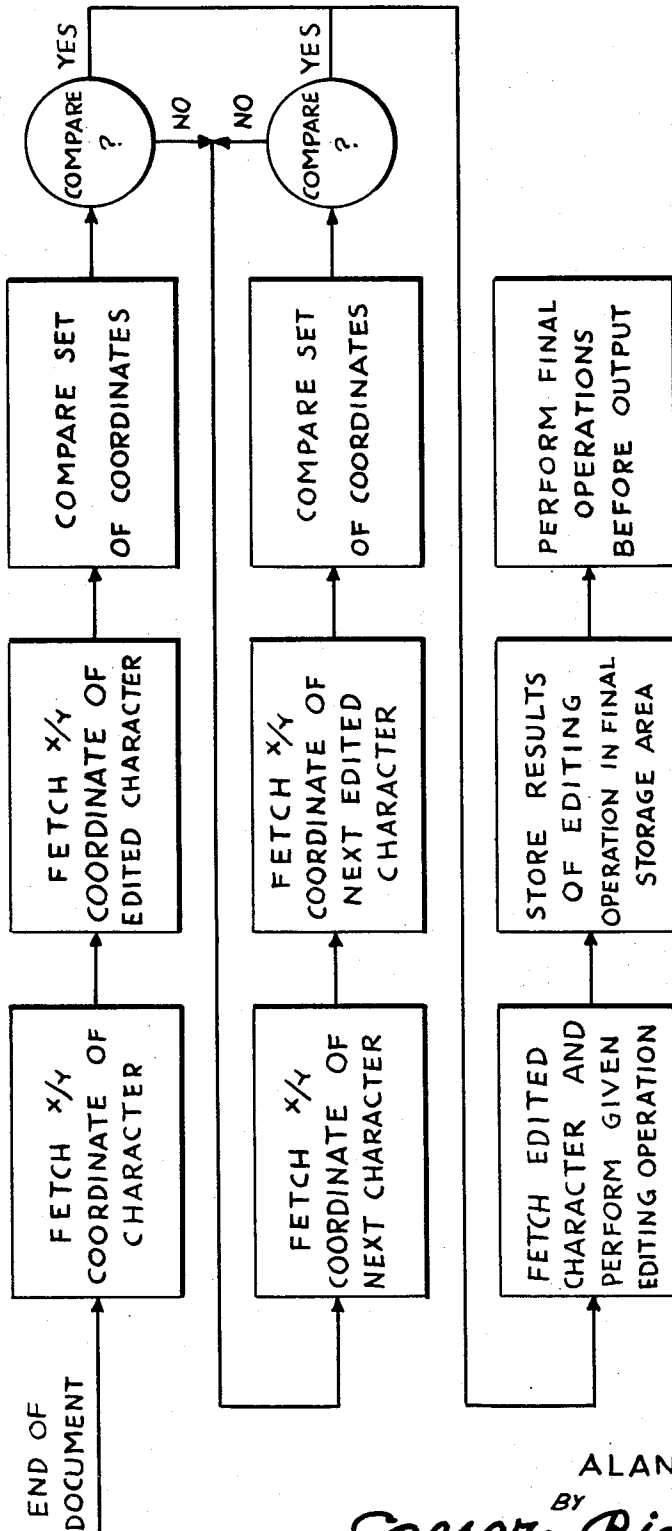 END OF
DOCUMENT
FETCH X/Y
COORDINATE OF
CHARACTER
FETCH X/Y
COORDINATE OF
EDITED CHARACTER
COMPARE SET
OF COORDINATES
COMPARE
?
YES
NO
FETCH X/Y
COORDINATE OF
NEXT CHARACTER
FETCH X/Y
COORDINATE OF
NEXT EDITED
CHARACTER
COMPARE SET
OF COORDINATES
COMPARE
?
YES
NO
FETCH EDITED
CHARACTER AND
PERFORM GIVEN
EDITING OPERATION
STORE RESULTS
OF EDITING
OPERATION IN FINAL
STORAGE AREA
PERFORM FINAL
OPERATIONS
BEFORE OUTPUT
ALAN
BY